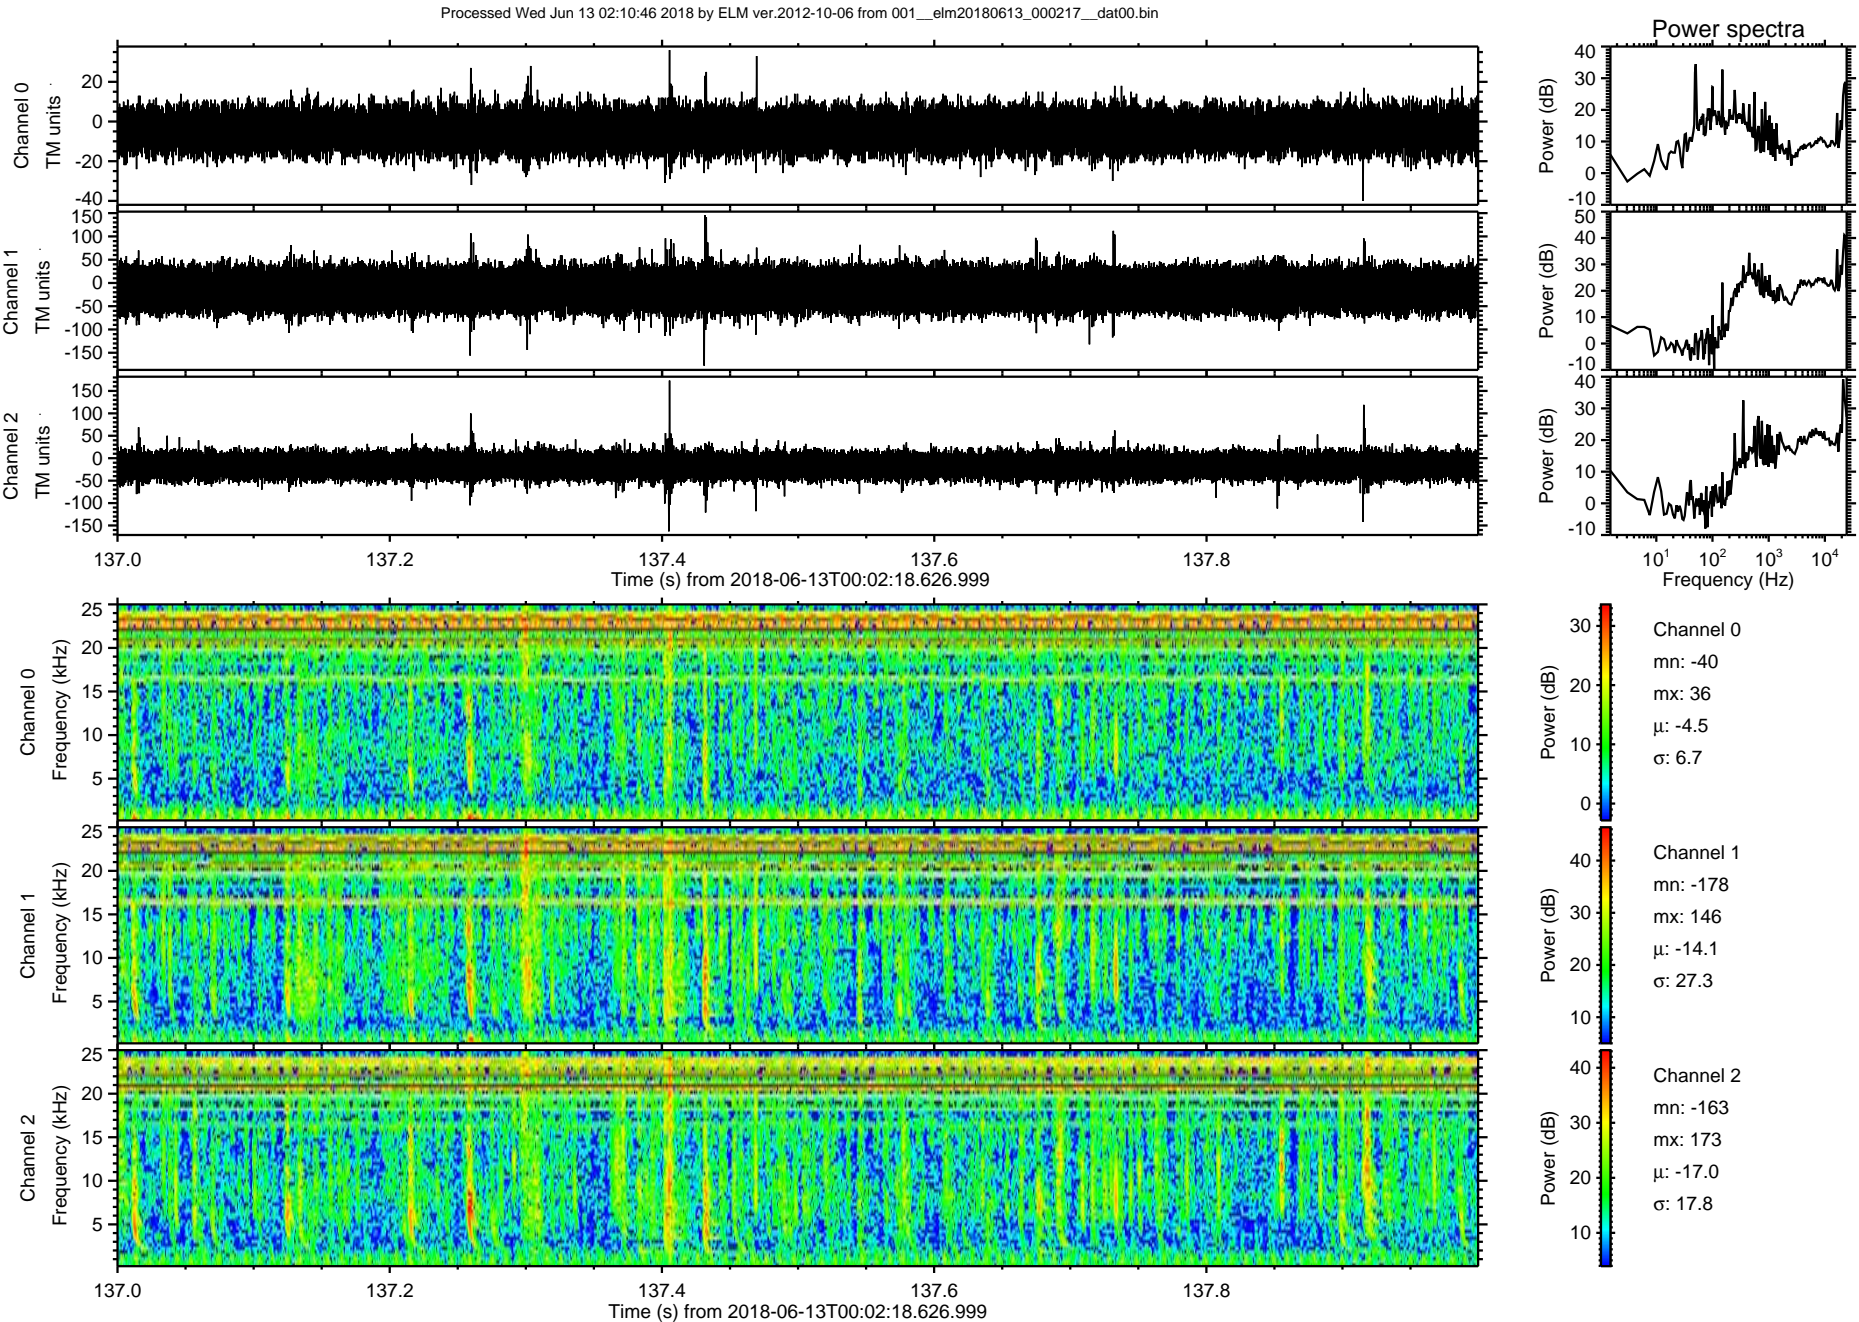 Processed Wed Jun 13 02:10:46 2018 by ELM ver.2012-10-06 from 001__elm20180613_000217__dat00.bin
Power spectra
Channel 0
TM units
20
0
-20
-40
Power (dB)
40
30
20
10
0
-10
Channel 1
TM units
150
100
50
0
-50
-100
-150
Power (dB)
50
40
30
20
10
0
-10
Channel 2
TM units
150
100
50
0
-50
-100
-150
Power (dB)
40
30
20
10
0
-10
137.0 137.2 137.4 137.6 137.8
Time (s) from 2018-06-13T00:02:18.626.999
10¹ 10² 10³ 10⁴
Frequency (Hz)
Channel 0
Frequency (kHz)
25
20
15
10
5
Power (dB)
30
20
10
0
Channel 0
mn: -40
mx: 36
μ: -4.5
σ: 6.7
Channel 1
Frequency (kHz)
25
20
15
10
5
Power (dB)
40
30
20
10
Channel 1
mn: -178
mx: 146
μ: -14.1
σ: 27.3
Channel 2
Frequency (kHz)
25
20
15
10
5
Power (dB)
40
30
20
10
Channel 2
mn: -163
mx: 173
μ: -17.0
σ: 17.8
137.0 137.2 137.4 137.6 137.8
Time (s) from 2018-06-13T00:02:18.626.999